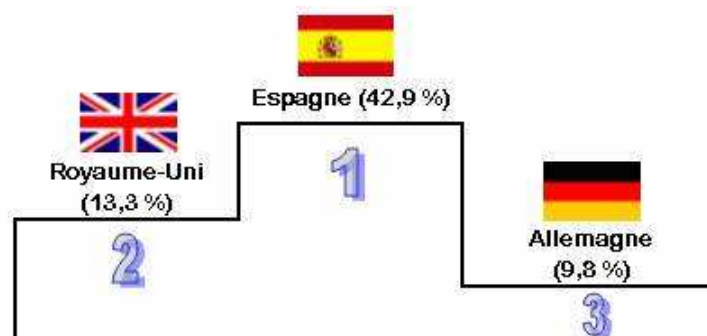 Espagne (42,9 %)
1
Royaume-Uni
(13,3 %)
2
Allemagne
(9,8 %)
3